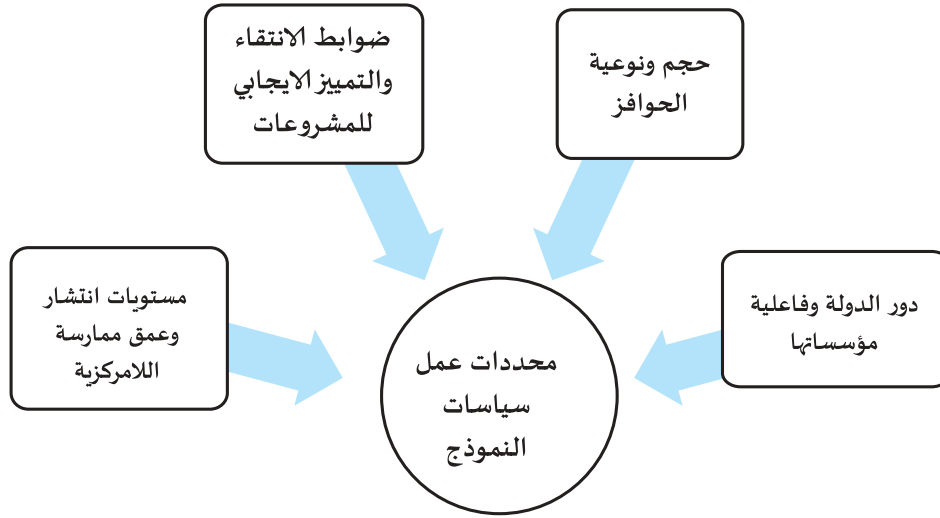 حجم ونوعية
الحوافز
ضوابط الانتقاء
والتمييز الايجابي
للمشروعات
دور الدولة وفاعلية
مؤسساتها
مستويات انتشار
وعمق ممارسة
اللامركزية
محددات عمل
سياسات
النموذج